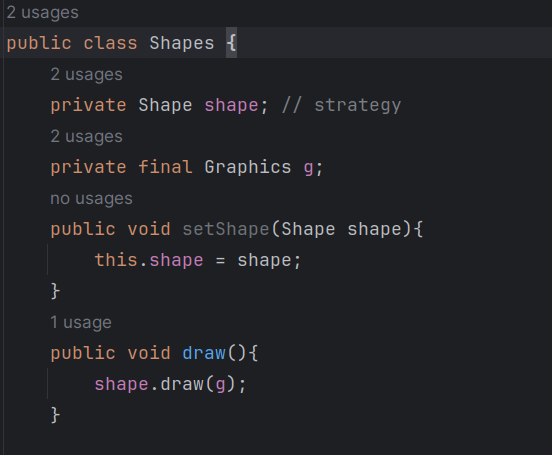 2 usages
public class Shapes {
2 usages
private Shape shape; // strategy
2 usages
private final Graphics g;
no usages
public void setShape(Shape shape){
this.shape = shape;
}
1 usage
public void draw(){
shape.draw(g);
}